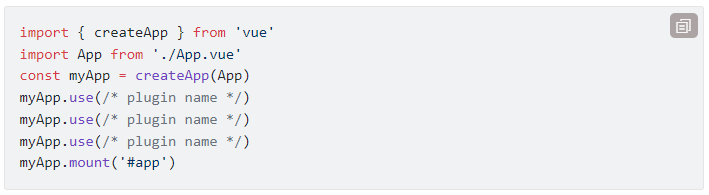 import { createApp } from 'vue'
import App from './App.vue'
const myApp = createApp(App)
myApp.use(/* plugin name */)
myApp.use(/* plugin name */)
myApp.use(/* plugin name */)
myApp.mount('#app')